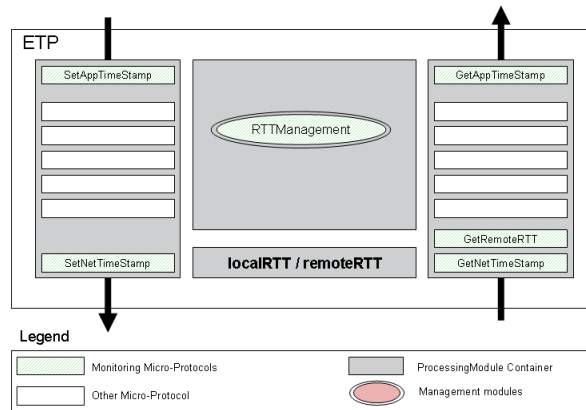 ETP
SetAppTimeStamp
GetAppTimeStamp
RTTManagement
GetRemoteRTT
SetNetTimeStamp
localRTT / remoteRTT
GetNetTimeStamp
Legend
Monitoring Micro-Protocols
ProcessingModule Container
Other Micro-Protocol
Management modules